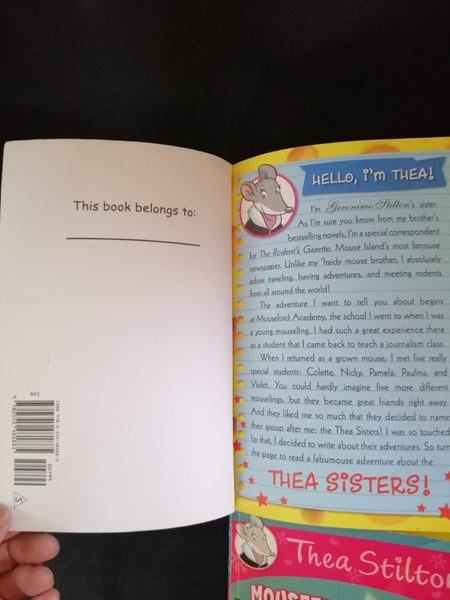 This book belongs to:
HELLO, I'M THEA!
I'm Geronimo Stilton's sister.
As I'm sure you know from my brother's
bestselling novels, I'm a special correspondent
for The Rodent's Gazette, Mouse Island's most famouse
newspaper. Unlike my 'fraidy mouse brother, I absolutely
adore traveling, having adventures, and meeting rodents
from all around the world!
The adventure I want to tell you about begins
at Mouseford Academy, the school I went to when I was
a young mouseling. I had such a great experience there
as a student that I came back to teach a journalism class.
When I returned as a grown mouse, I met five really
special students: Colette, Nicky, Pamela, Paulina, and
Violet. You could hardly imagine five more different
mouselings, but they became great friends right away.
And they liked me so much that they decided to name
their group after me: the Thea Sisters! I was so touched
by that, I decided to write about their adventures. So turn
the page to read a fabumouse adventure about the
THEA SISTERS!
EAN
S
Thea Stilto